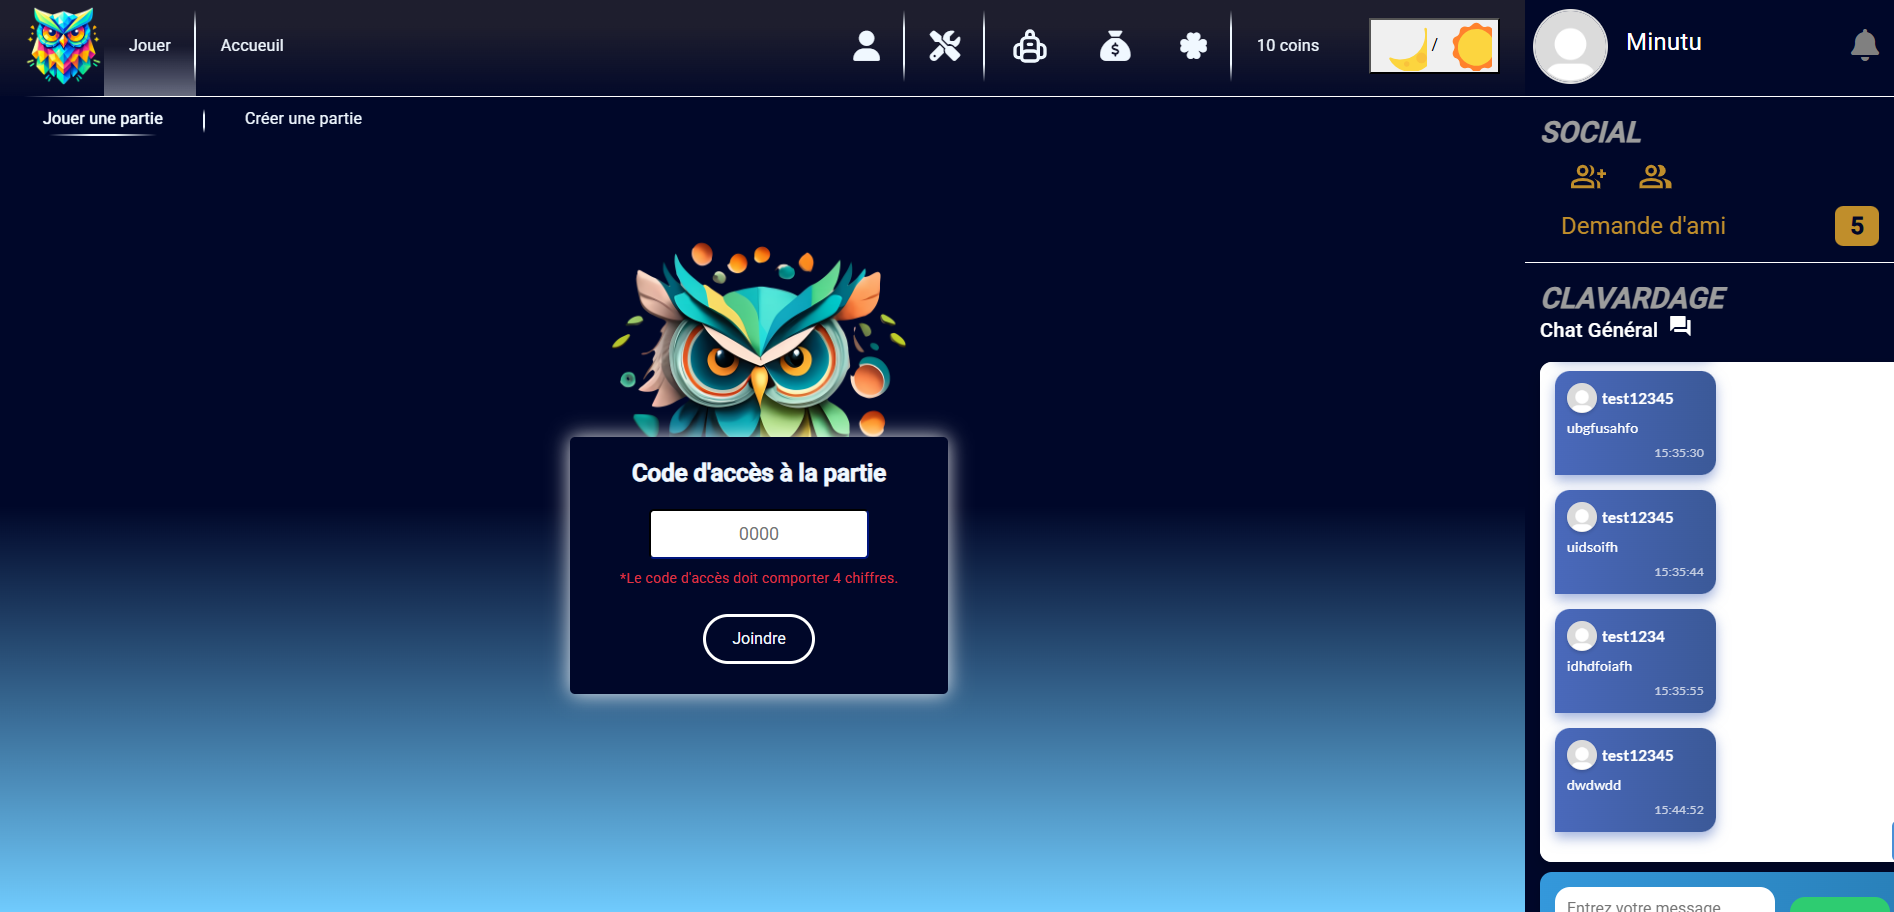 Jouer
Accueuil
10 coins
/
Minutu
Jouer une partie
Créer une partie
SOCIAL
Demande d'ami
5
CLAVARDAGE
Chat Général
Code d'accès à la partie
0000
*Le code d'accès doit comporter 4 chiffres.
Joindre
test12345
ubgfusahfo
15:35:30
test12345
uidsoifh
15:35:44
test1234
idhdfoiafh
15:35:55
test12345
dwdwdd
15:44:52
Entrez votre message